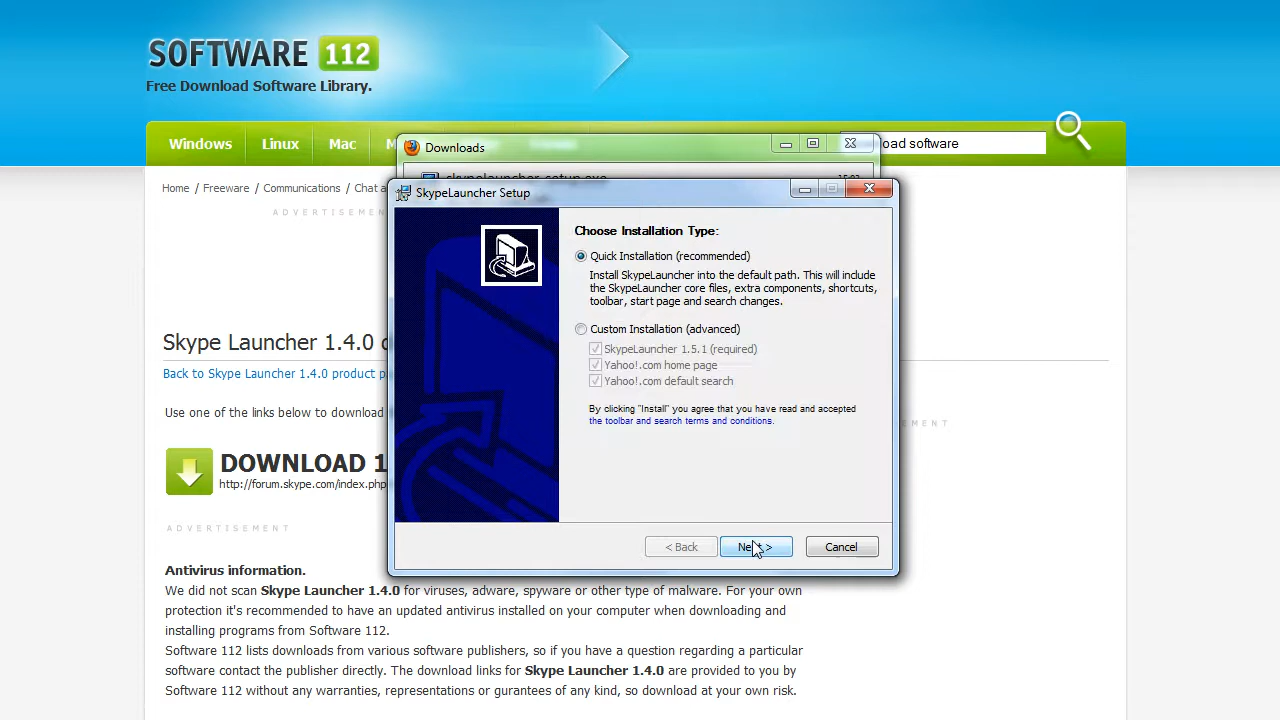 SOFTWARE 112
Free Download Software Library.
Windows Linux Mac
oad software
Downloads
Home / Freeware / Communications / Chat a
ADVERTISEMEN
SkypeLauncher Setup
Choose Installation Type:
Quick Installation (recommended)
Install SkypeLauncher into the default path. This will include
the SkypeLauncher core files, extra components, shortcuts,
toolbar, start page and search changes.
Custom Installation (advanced)
SkypeLauncher 1.5.1 (required)
Yahoo!.com home page
Yahoo!.com default search
By clicking "Install" you agree that you have read and accepted
the toolbar and search terms and conditions.
< Back Next > Cancel
Skype Launcher 1.4.0
Back to Skype Launcher 1.4.0 product p
Use one of the links below to download
EMENT
DOWNLOAD 1
http://forum.skype.com/index.php
ADVERTISEMENT
Antivirus information.
We did not scan Skype Launcher 1.4.0 for viruses, adware, spyware or other type of malware. For your own
protection it's recommended to have an updated antivirus installed on your computer when downloading and
installing programs from Software 112.
Software 112 lists downloads from various software publishers, so if you have a question regarding a particular
software contact the publisher directly. The download links for Skype Launcher 1.4.0 are provided to you by
Software 112 without any warranties, representations or gurantees of any kind, so download at your own risk.